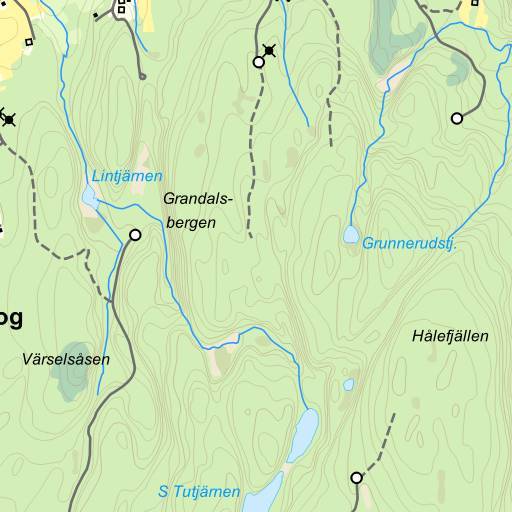 Lintjärnen
Grandals-
bergen
Grunnerudstj.
og
Hålefjällen
Värselsåsen
S Tutjärnen